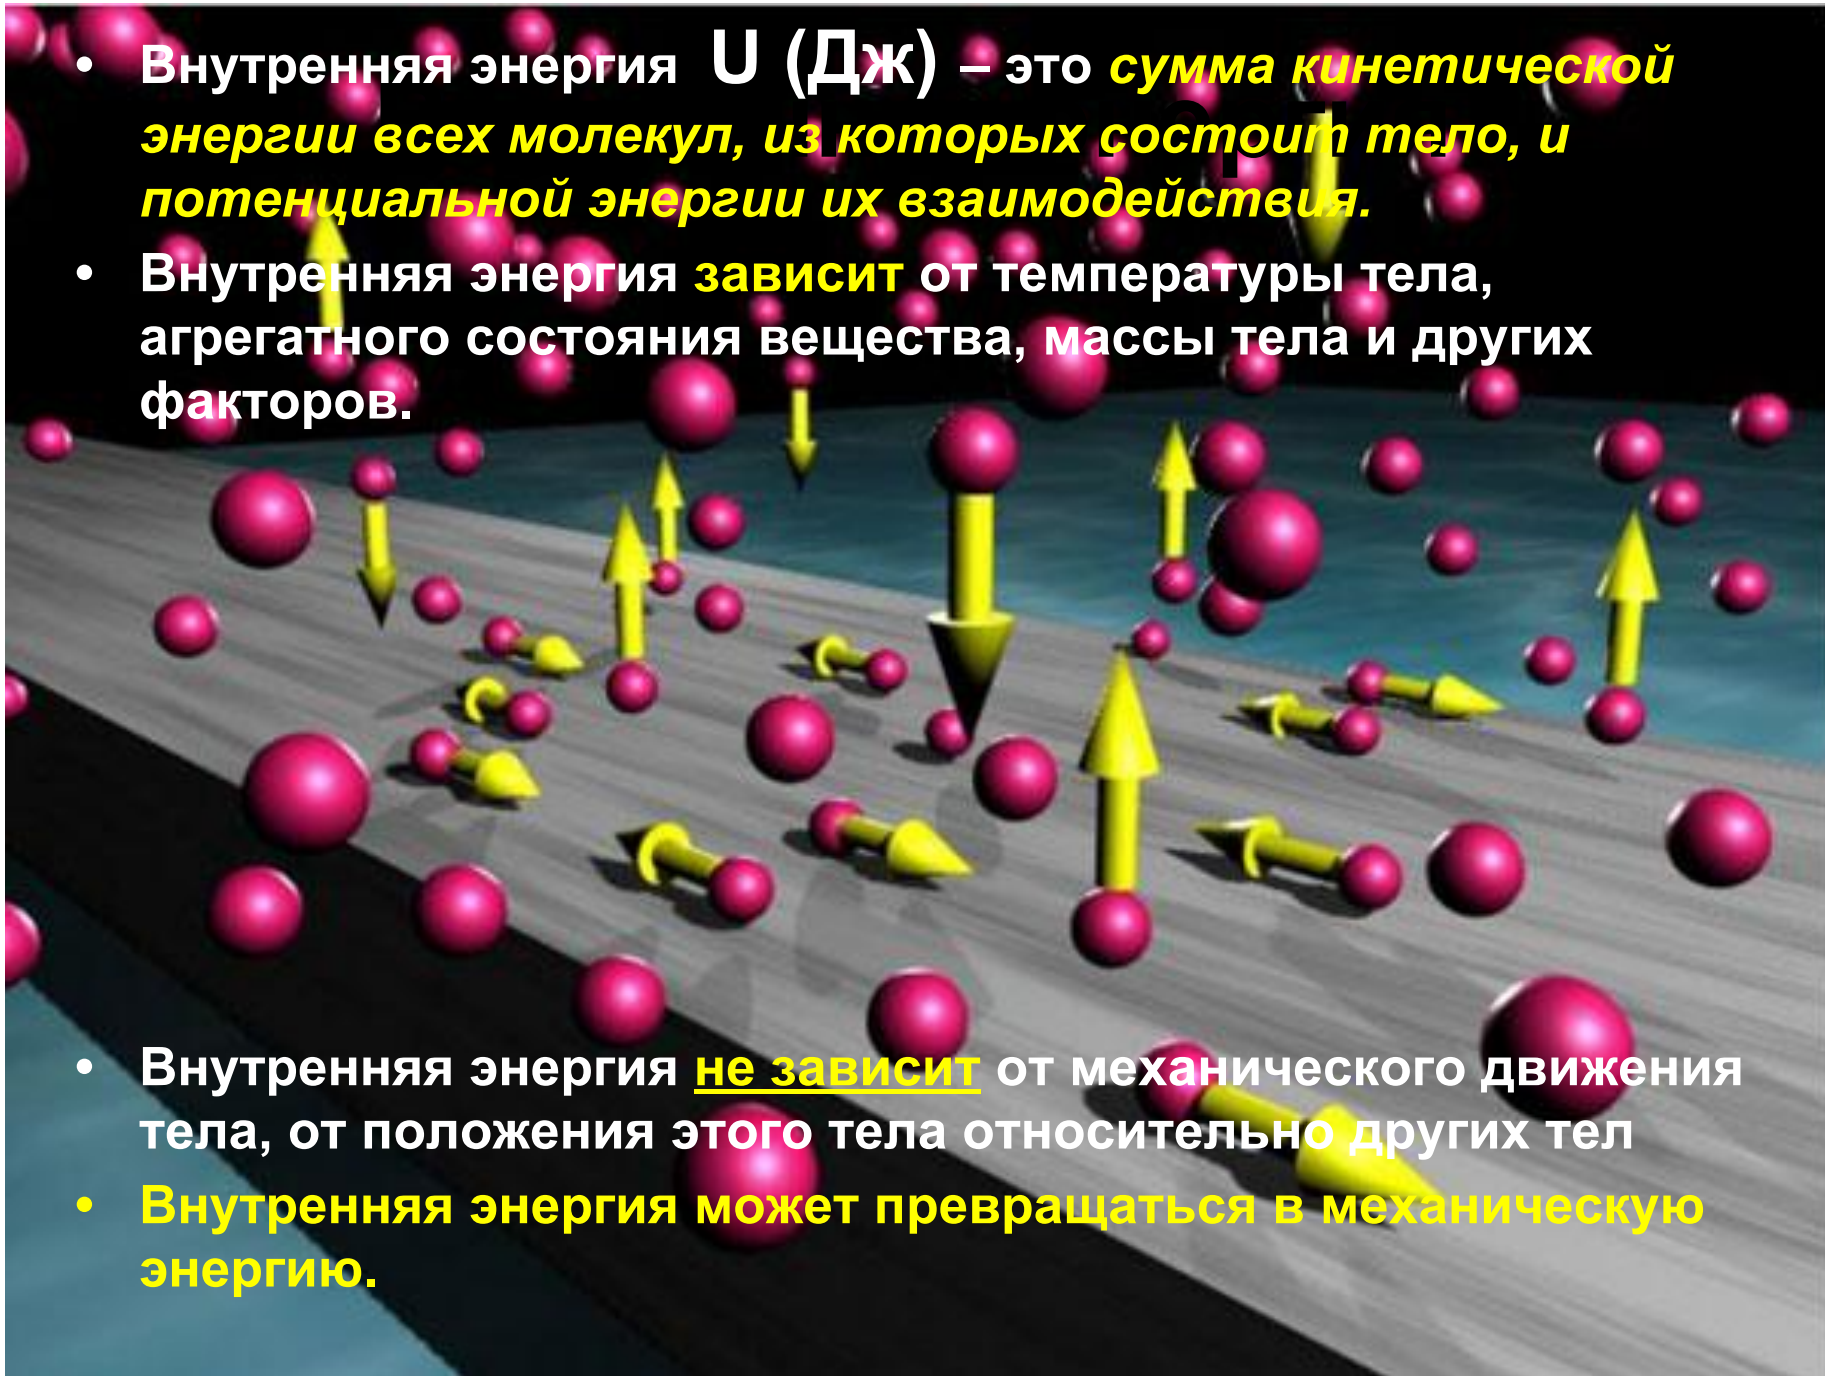 • Внутренняя энергия U (Дж) – это сумма кинетической
энергии всех молекул, из которых состоит тело, и
потенциальной энергии их взаимодействия.
• Внутренняя энергия зависит от температуры тела,
агрегатного состояния вещества, массы тела и других
факторов.
• Внутренняя энергия не зависит от механического движения
тела, от положения этого тела относительно других тел
• Внутренняя энергия может превращаться в механическую
энергию.